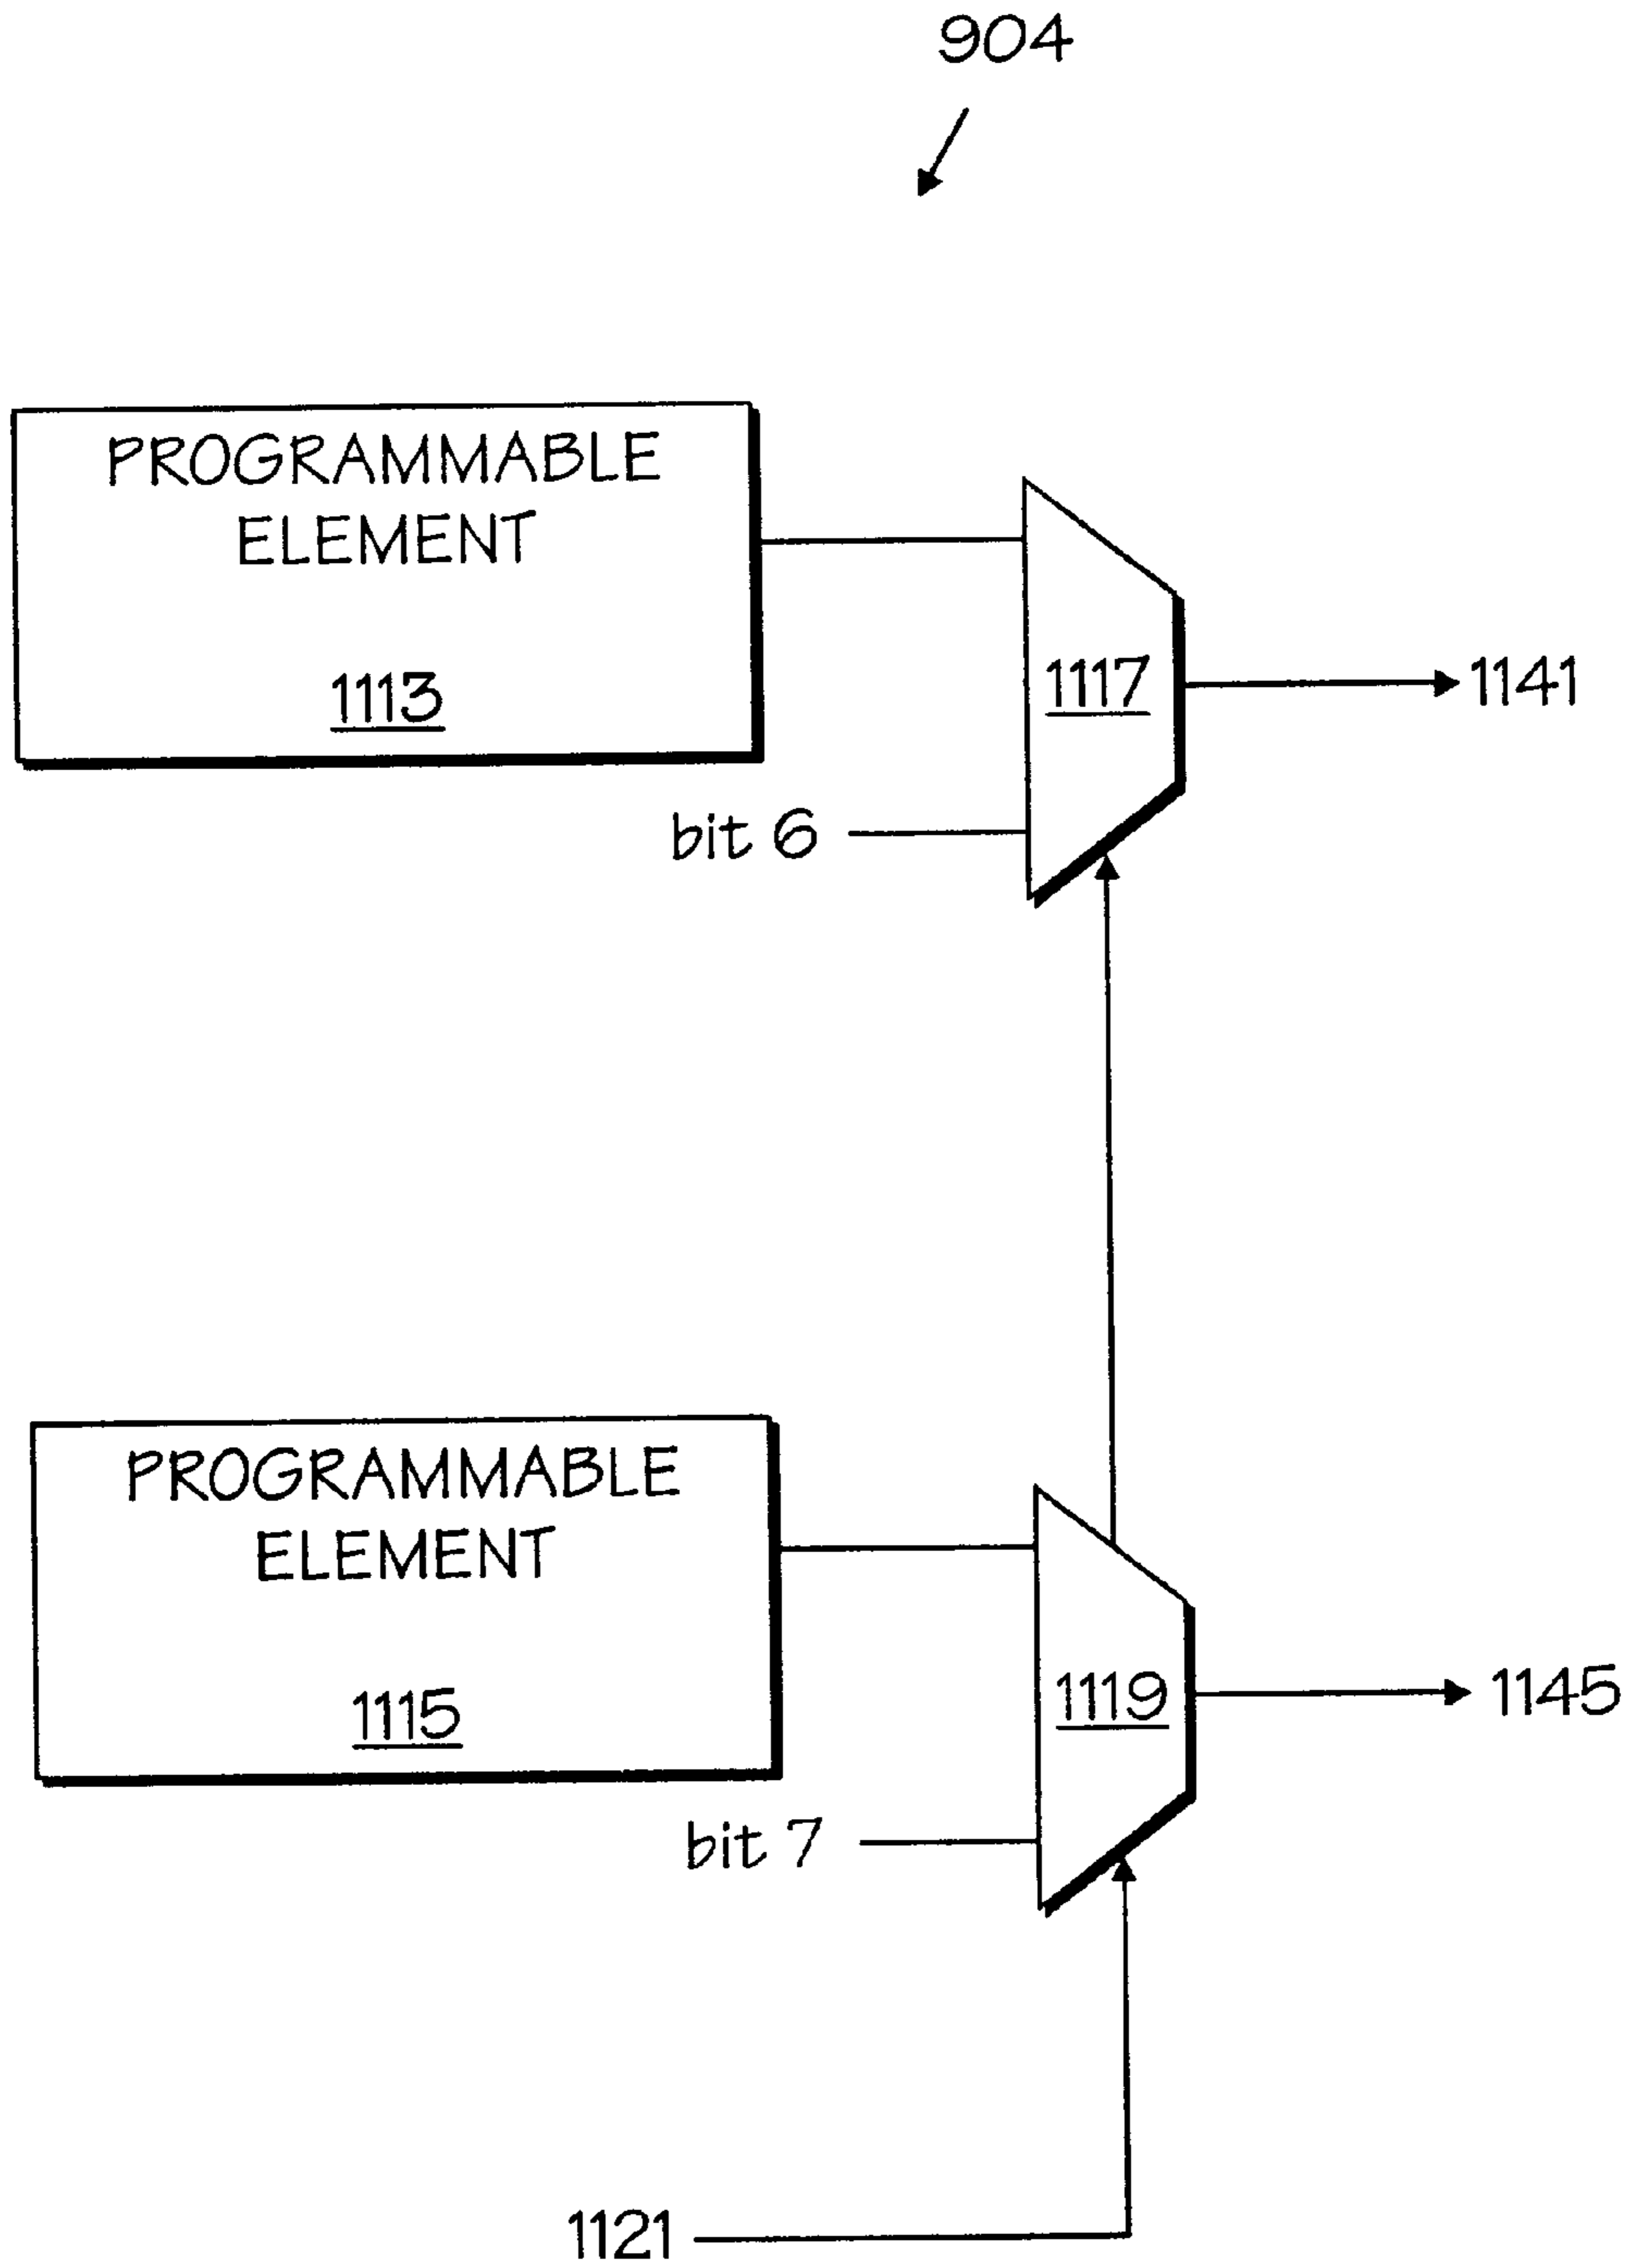 904
PROGRAMMABLE
ELEMENT
1113
1117
1141
bit 6
PROGRAMMABLE
ELEMENT
1115
1119
1145
bit 7
1121